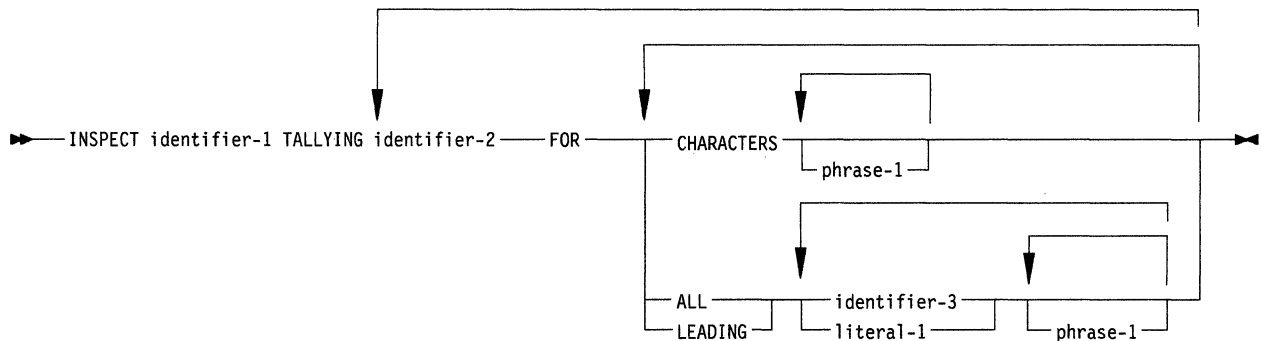 INSPECT identifier-1 TALLYING identifier-2 FOR CHARACTERS
phrase-1
ALL identifier-3
LEADING literal-1 phrase-1